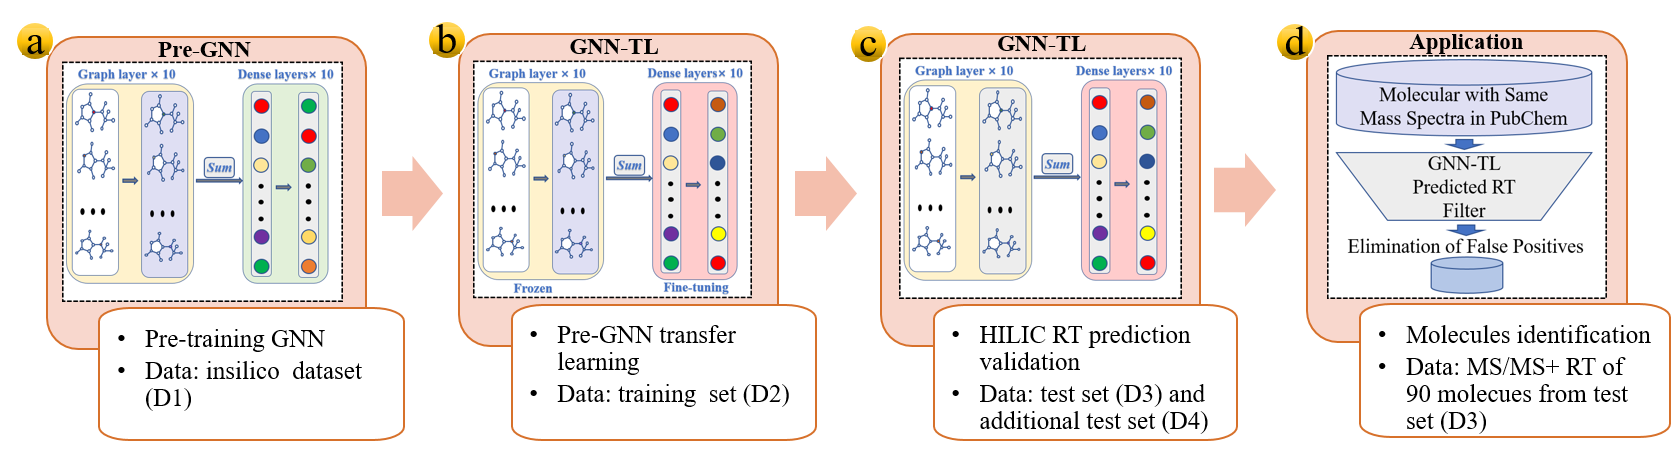 a
Pre-GNN
Graph layer × 10
Dense layers× 10
Sum
• Pre-training GNN
• Data: insilico dataset
(D1)
b
GNN-TL
Graph layer × 10
Dense layers× 10
Sum
Frozen
Fine-tuning
• Pre-GNN transfer
learning
• Data: training set (D2)
c
GNN-TL
Graph layer × 10
Dense layers× 10
Sum
• HILIC RT prediction
validation
• Data: test set (D3) and
additional test set (D4)
d
Application
Molecular with Same
Mass Spectra in PubChem
GNN-TL
Predicted RT
Filter
Elimination of False Positives
• Molecules identification
• Data: MS/MS+ RT of
90 molecues from test
set (D3)